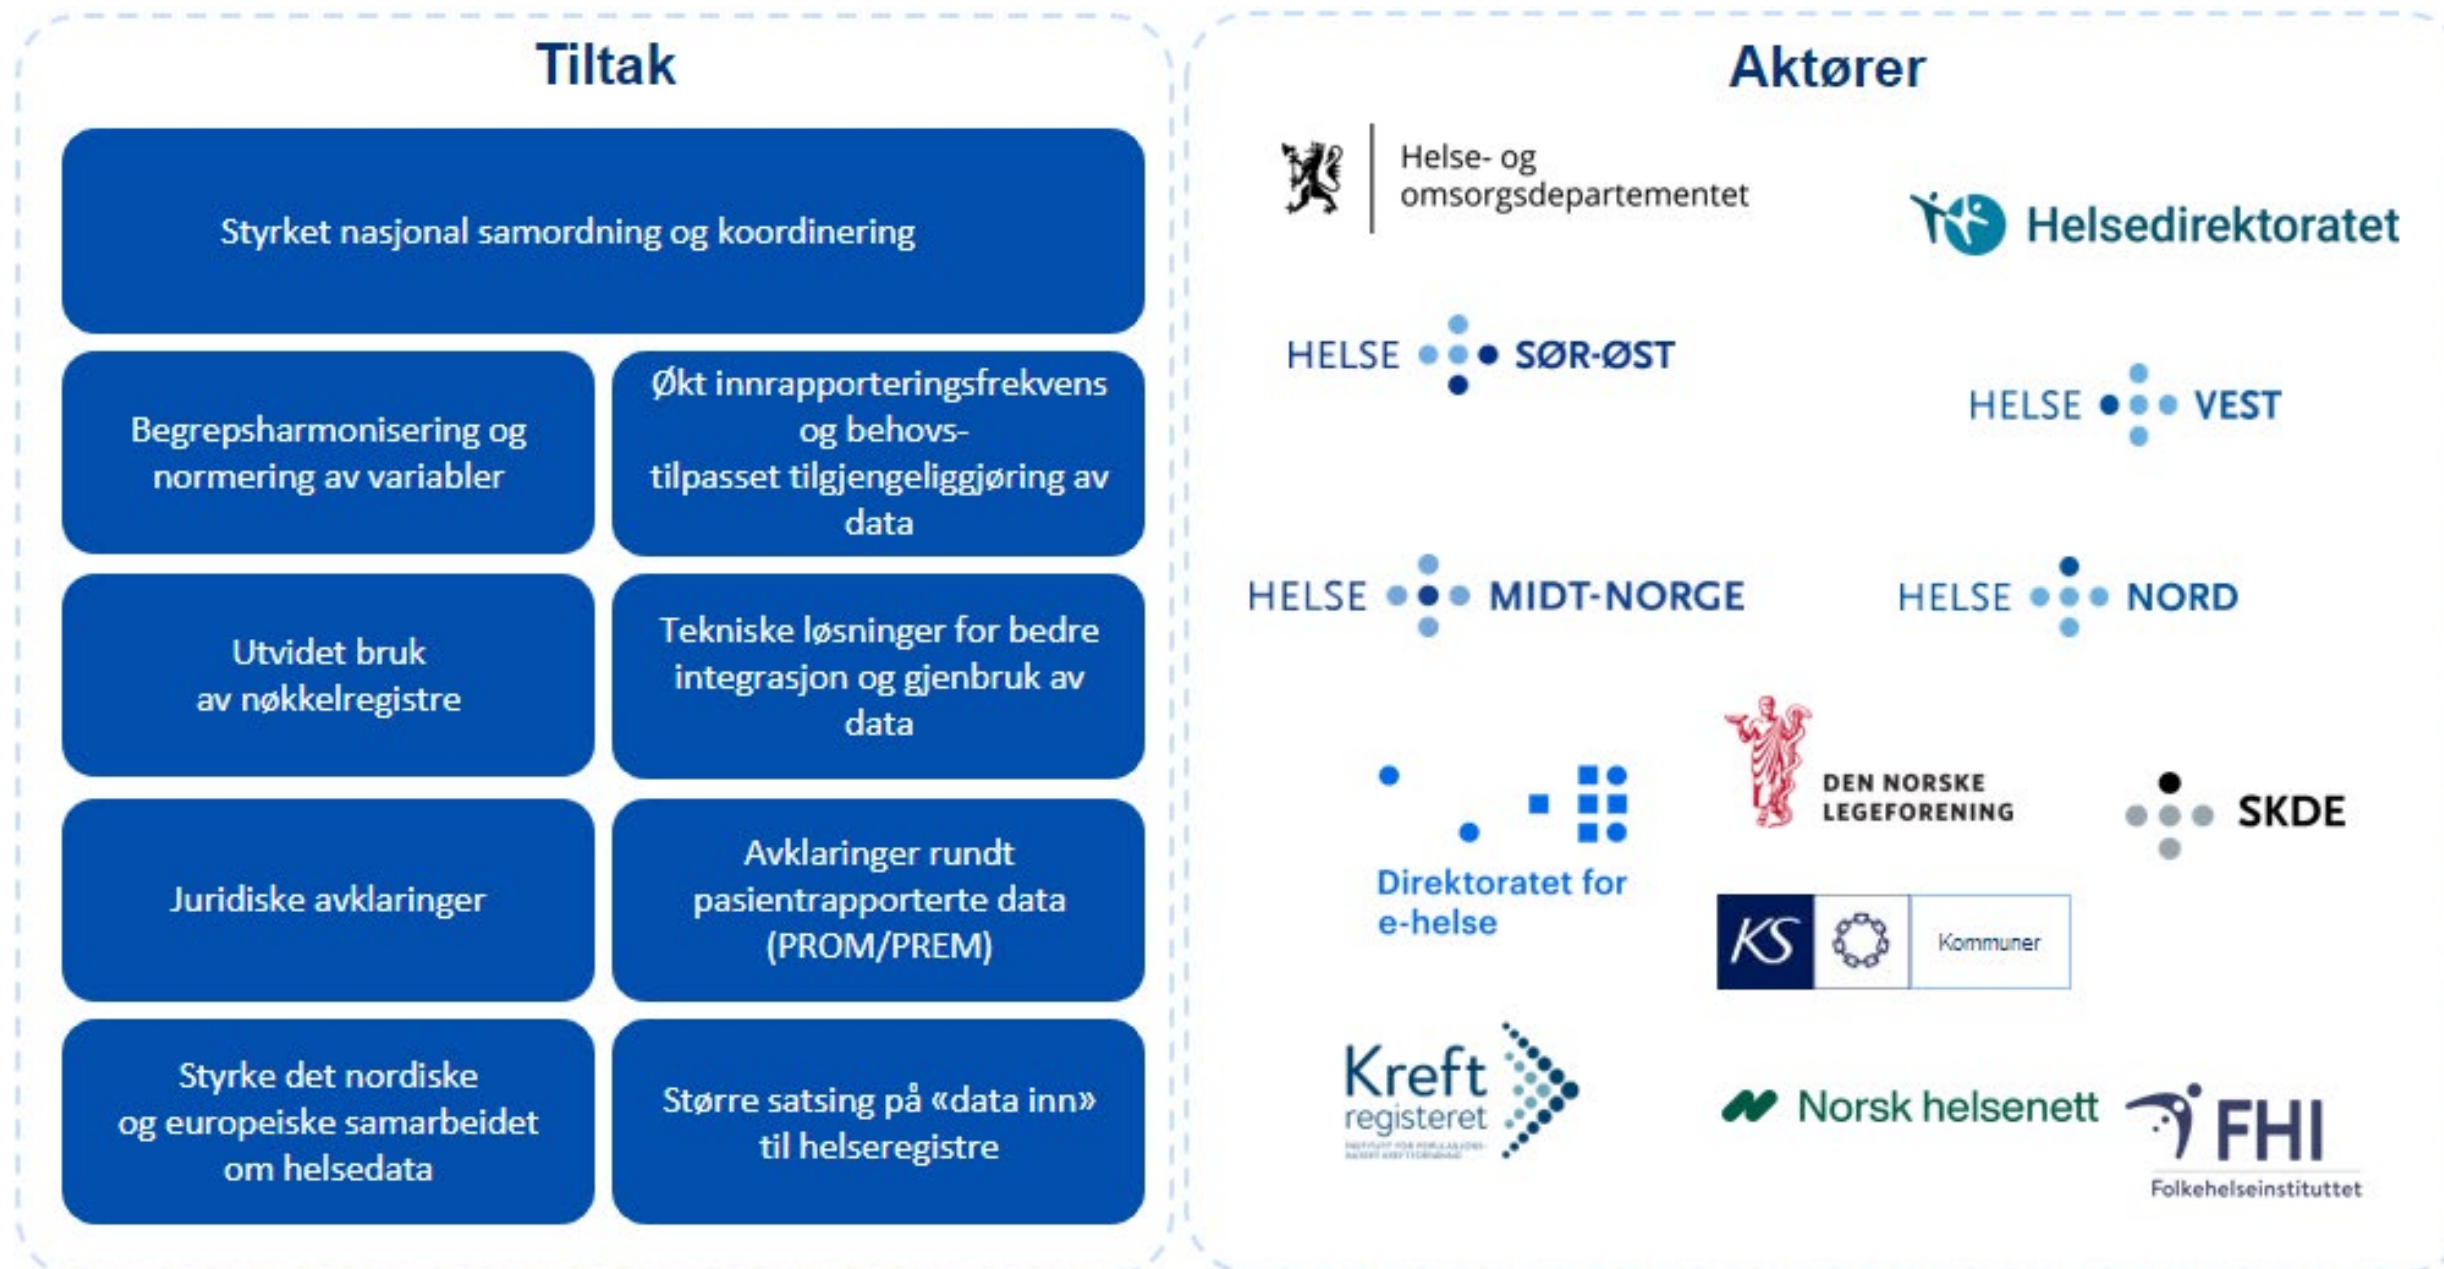 Tiltak
Styrket nasjonal samordning og koordinering
Begrepsharmonisering og
normering av variabler
Økt innrapporteringsfrekvens
og behovs-
tilpasset tilgjengeliggjøring av
data
Utvidet bruk
av nøkkelregistre
Tekniske løsninger for bedre
integrasjon og gjenbruk av
data
Juridiske avklaringer
Avklaringer rundt
pasientrapporterte data
(PROM/PREM)
Styrke det nordiske
og europeiske samarbeidet
om helsedata
Større satsing på «data inn»
til helseregistre
Aktører
Helse- og
omsorgsdepartementet
Helsedirektoratet
HELSE SØR-ØST
HELSE VEST
HELSE MIDT-NORGE
HELSE NORD
Direktoratet for
e-helse
DEN NORSKE
LEGEFORENING
SKDE
KS
Kommuner
Kreft
registeret
Norsk helsenett
FHI
Folkehelseinstituttet